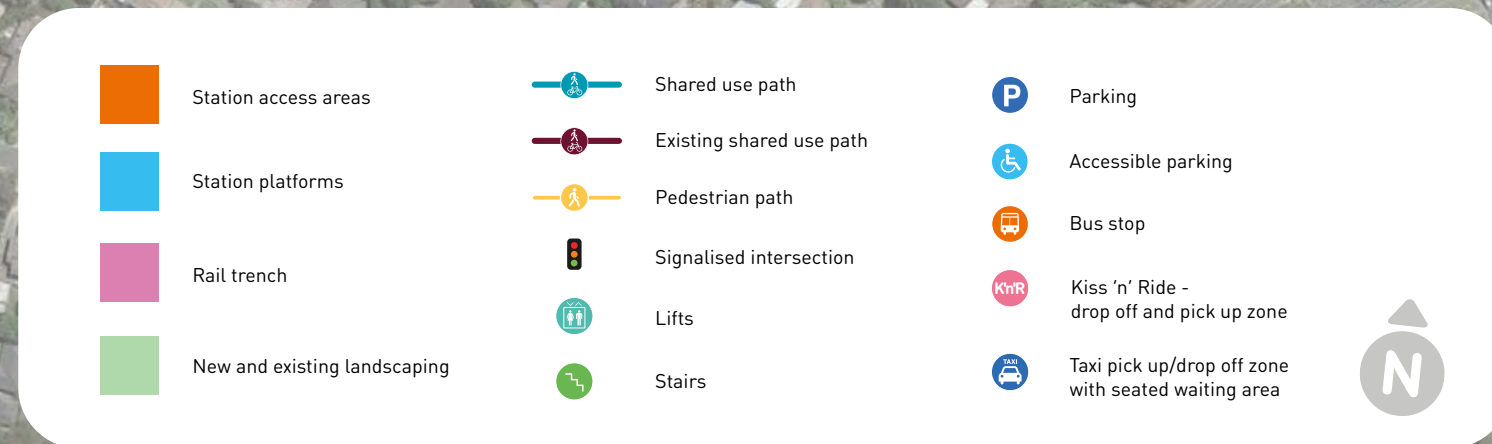 Station access areas
Station platforms
Rail trench
New and existing landscaping
Shared use path
Existing shared use path
Pedestrian path
Signalised intersection
Lifts
Stairs
P
Parking
Accessible parking
Bus stop
K'n'R
Kiss 'n' Ride -
drop off and pick up zone
TAXI
Taxi pick up/drop off zone
with seated waiting area
N